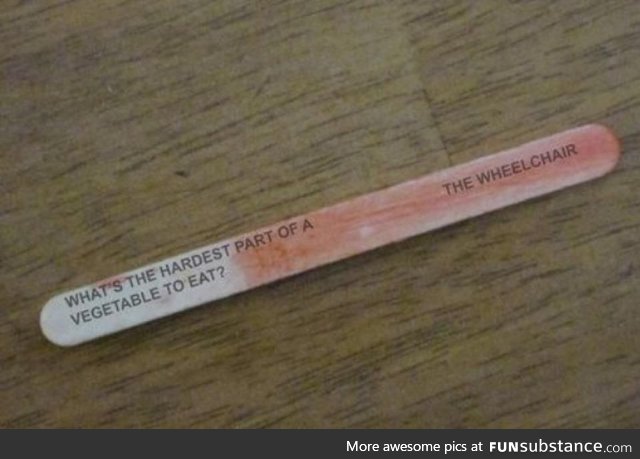 WHAT'S THE HARDEST PART OF A
VEGETABLE TO EAT?
THE WHEELCHAIR
More awesome pics at FUNsubstance.com